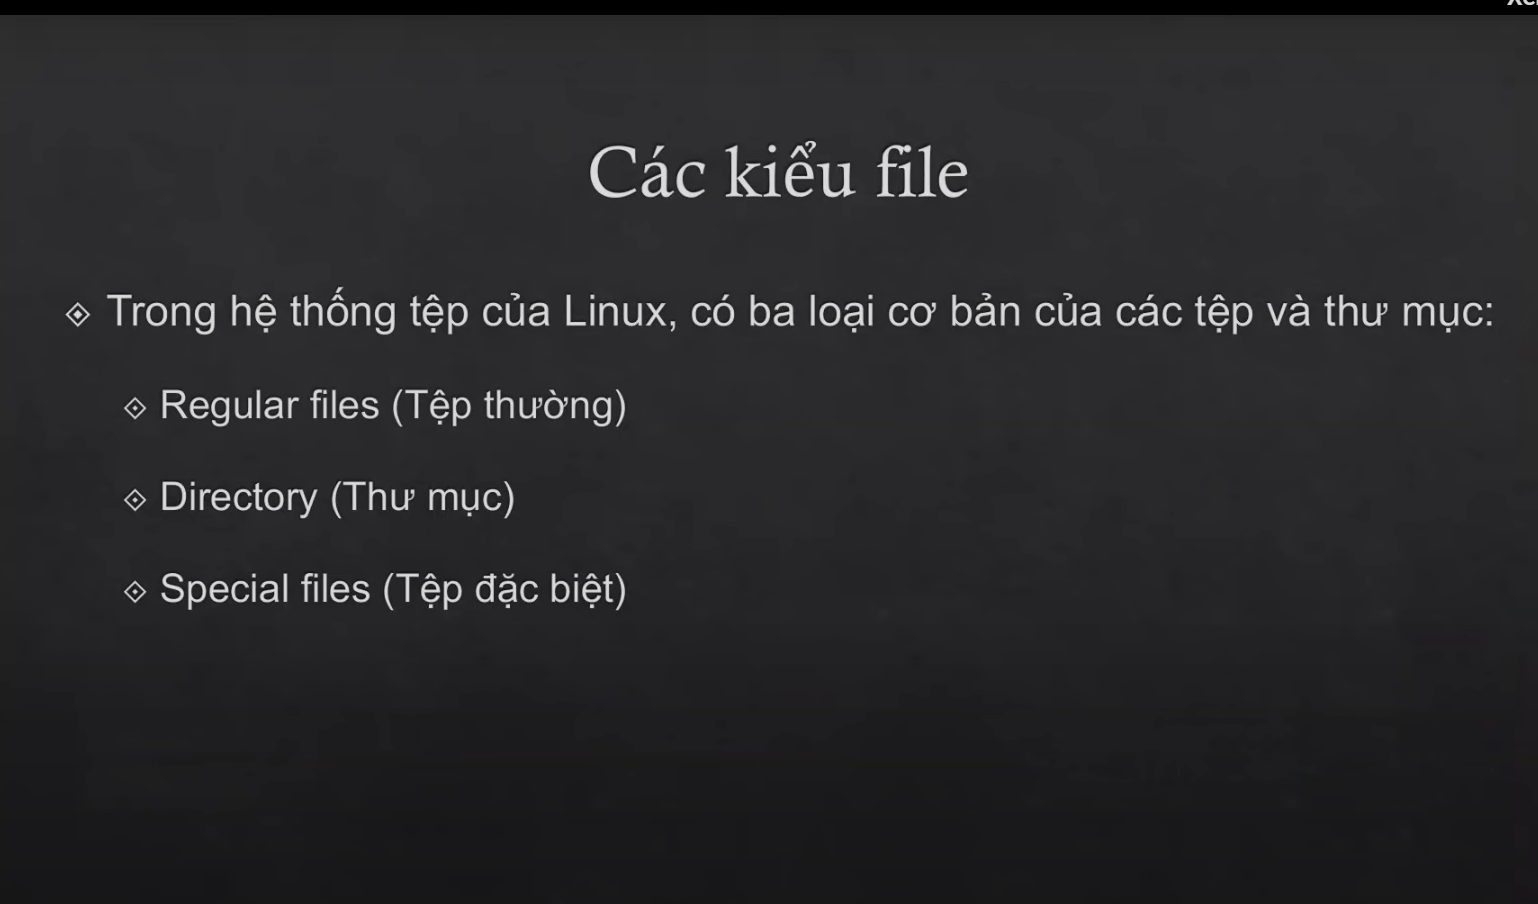 Các kiểu file
Trong hệ thống tệp của Linux, có ba loại cơ bản của các tệp và thư mục:
Regular files (Tệp thường)
Directory (Thư mục)
Special files (Tệp đặc biệt)